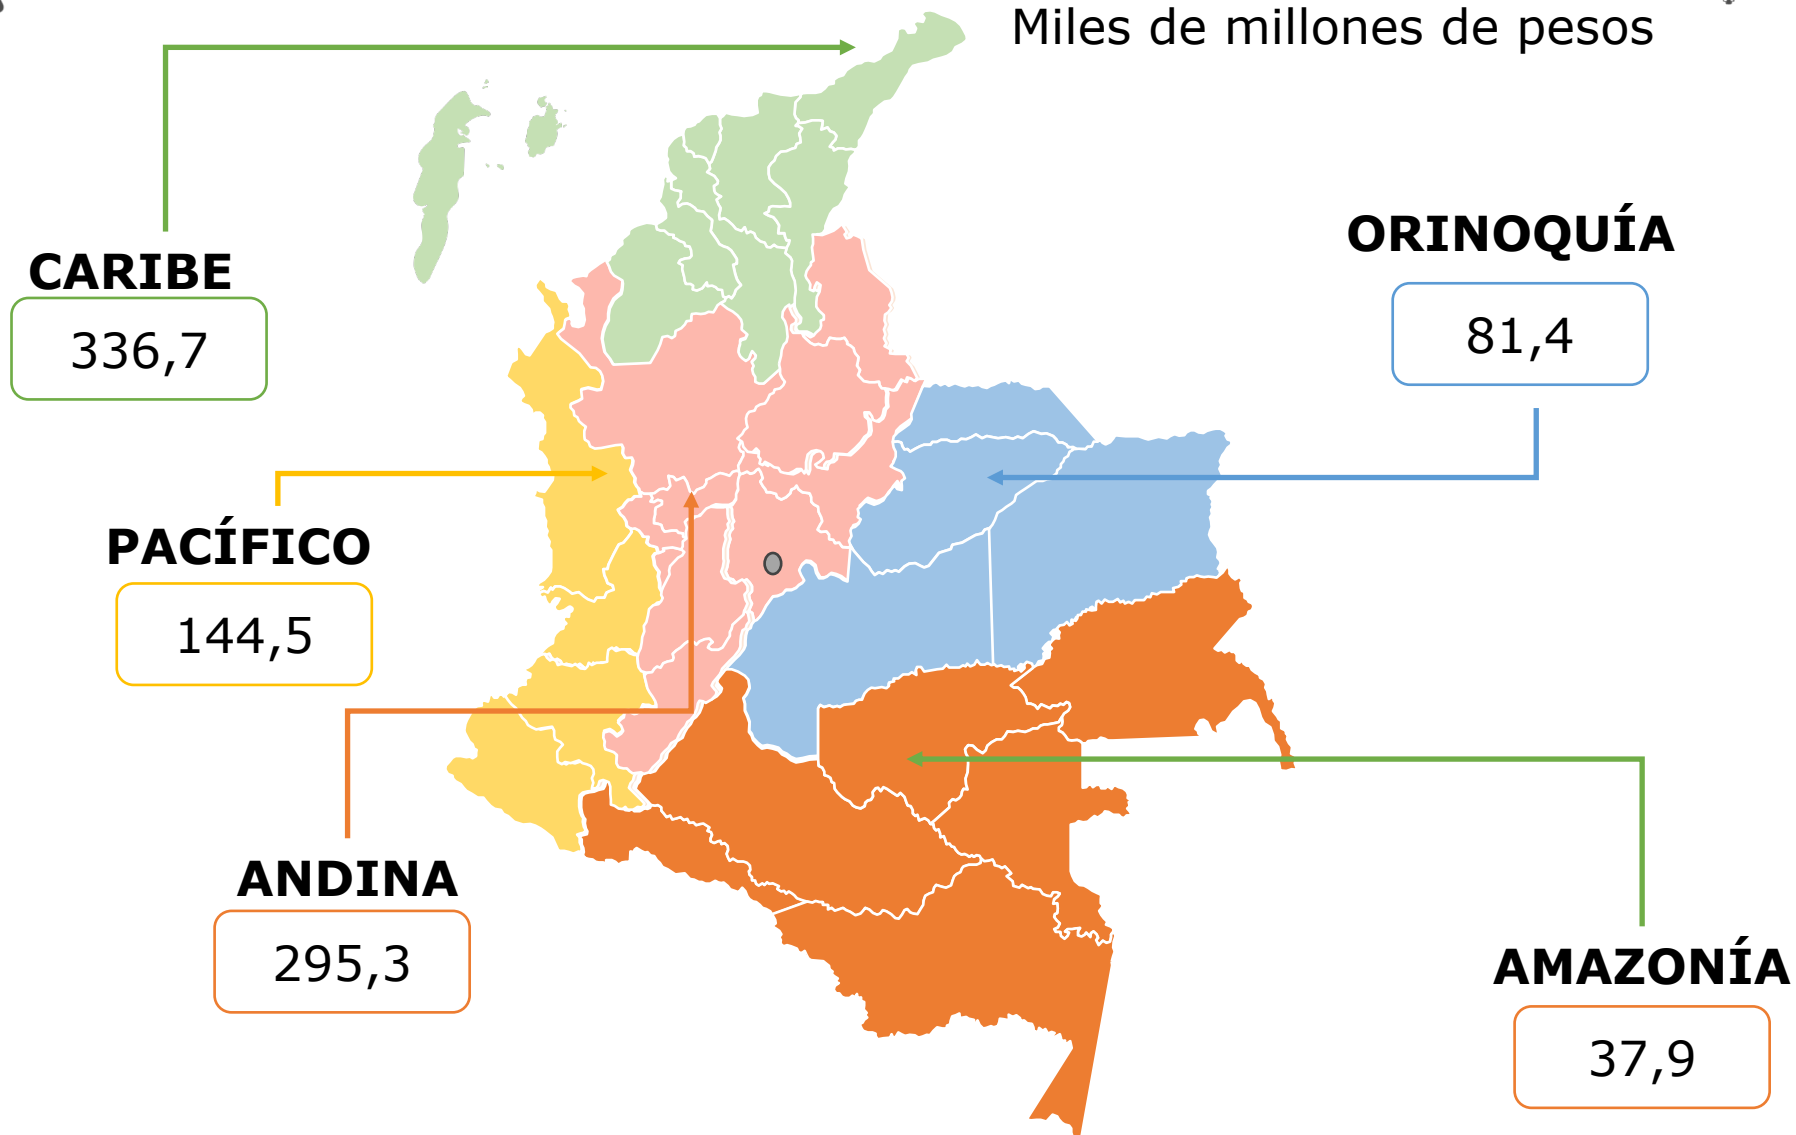 Miles de millones de pesos
CARIBE
336,7
ORINOQUÍA
81,4
PACÍFICO
144,5
ANDINA
295,3
AMAZONÍA
37,9